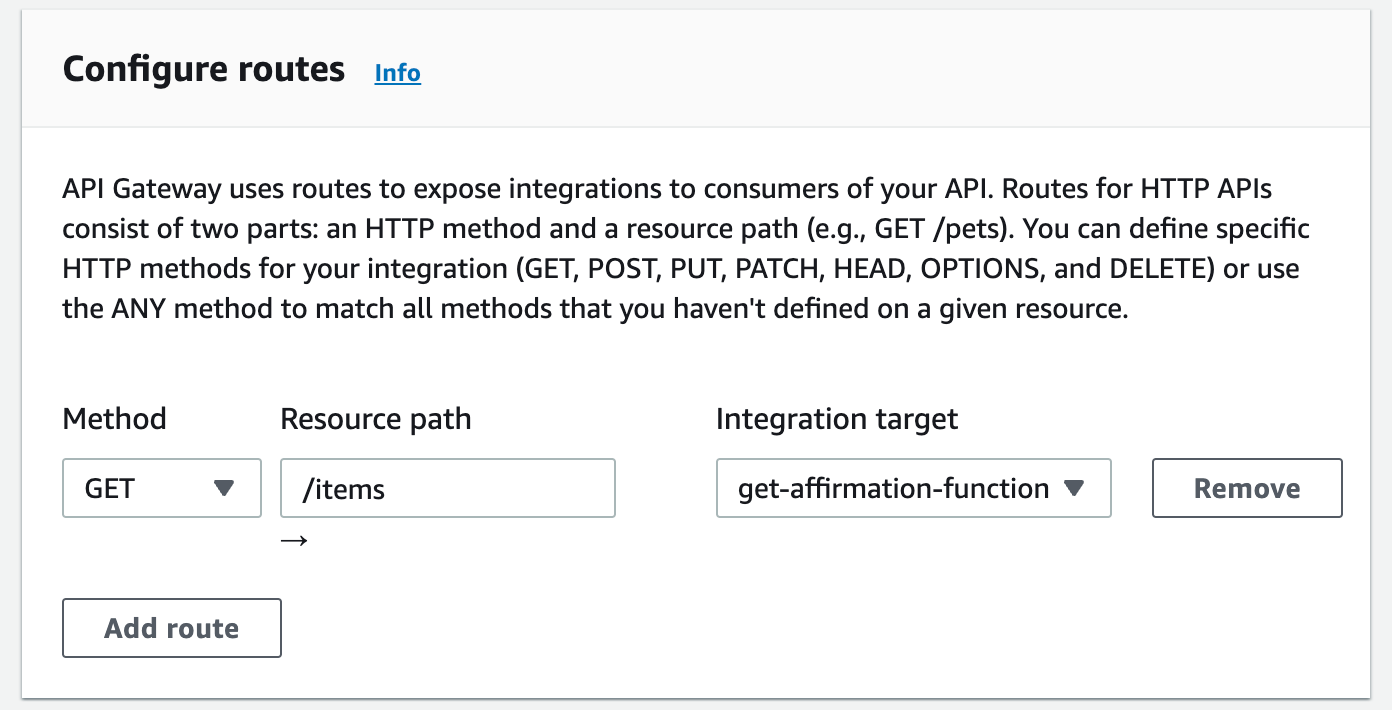 Configure routes Info
API Gateway uses routes to expose integrations to consumers of your API. Routes for HTTP APIs
consist of two parts: an HTTP method and a resource path (e.g., GET /pets). You can define specific
HTTP methods for your integration (GET, POST, PUT, PATCH, HEAD, OPTIONS, and DELETE) or use
the ANY method to match all methods that you haven't defined on a given resource.
Method Resource path Integration target
GET /items get-affirmation-function Remove
→
Add route